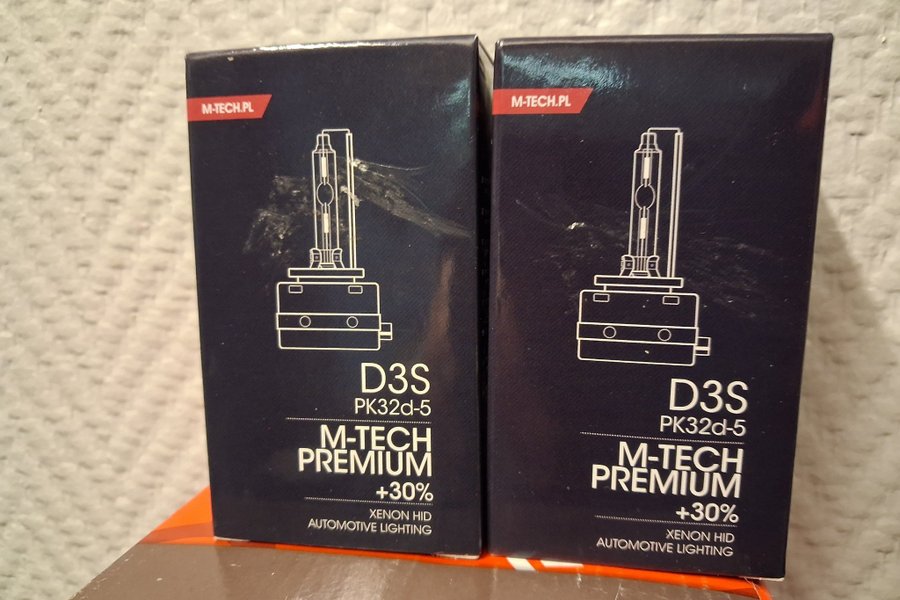 M-TECH.PL
D3S
PK32d-5
M-TECH
PREMIUM
+30%
XENON HID
AUTOMOTIVE LIGHTING
M-TECH.PL
D3S
PK32d-5
M-TECH
PREMIUM
+30%
XENON HID
AUTOMOTIVE LIGHTING